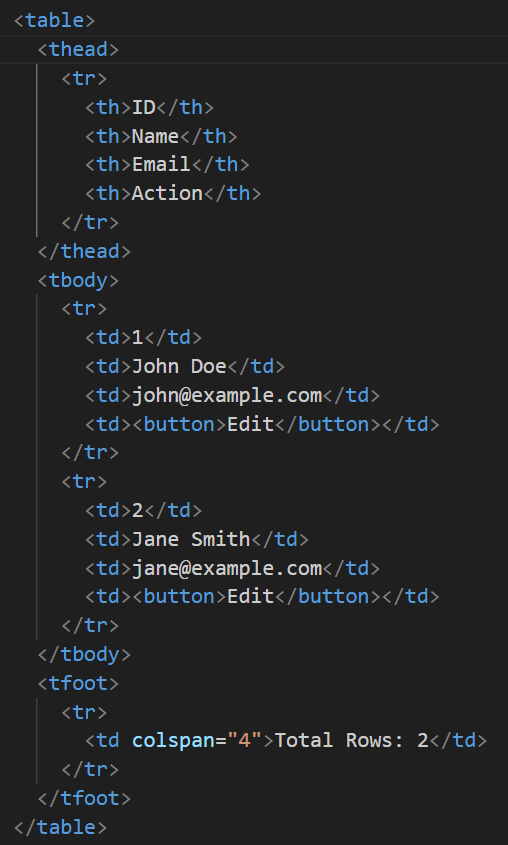 <table>
  <thead>
    <tr>
      <th>ID</th>
      <th>Name</th>
      <th>Email</th>
      <th>Action</th>
    </tr>
  </thead>
  <tbody>
    <tr>
      <td>1</td>
      <td>John Doe</td>
      <td>john@example.com</td>
      <td><button>Edit</button></td>
    </tr>
    <tr>
      <td>2</td>
      <td>Jane Smith</td>
      <td>jane@example.com</td>
      <td><button>Edit</button></td>
    </tr>
  </tbody>
  <tfoot>
    <tr>
      <td colspan="4">Total Rows: 2</td>
    </tr>
  </tfoot>
</table>